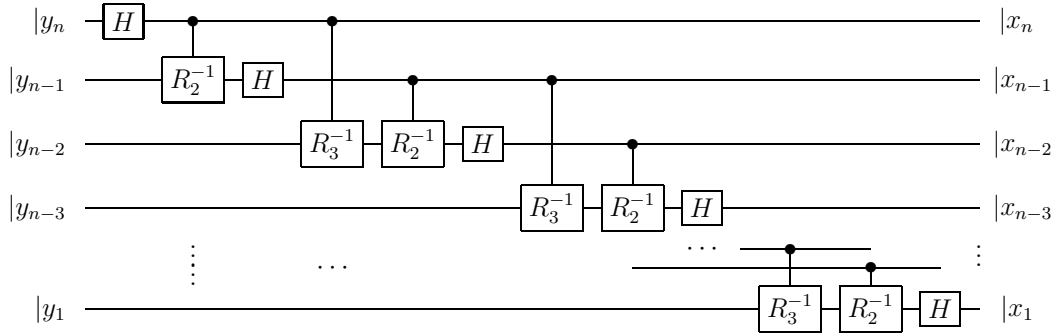 |y_n H |x_n
|y_{n−1} R_2^{−1} H |x_{n−1}
|y_{n−2} R_3^{−1} R_2^{−1} H |x_{n−2}
|y_{n−3} R_3^{−1} R_2^{−1} H |x_{n−3}
⋮ ⋯ ⋯ ⋮
|y_1 R_3^{−1} R_2^{−1} H |x_1